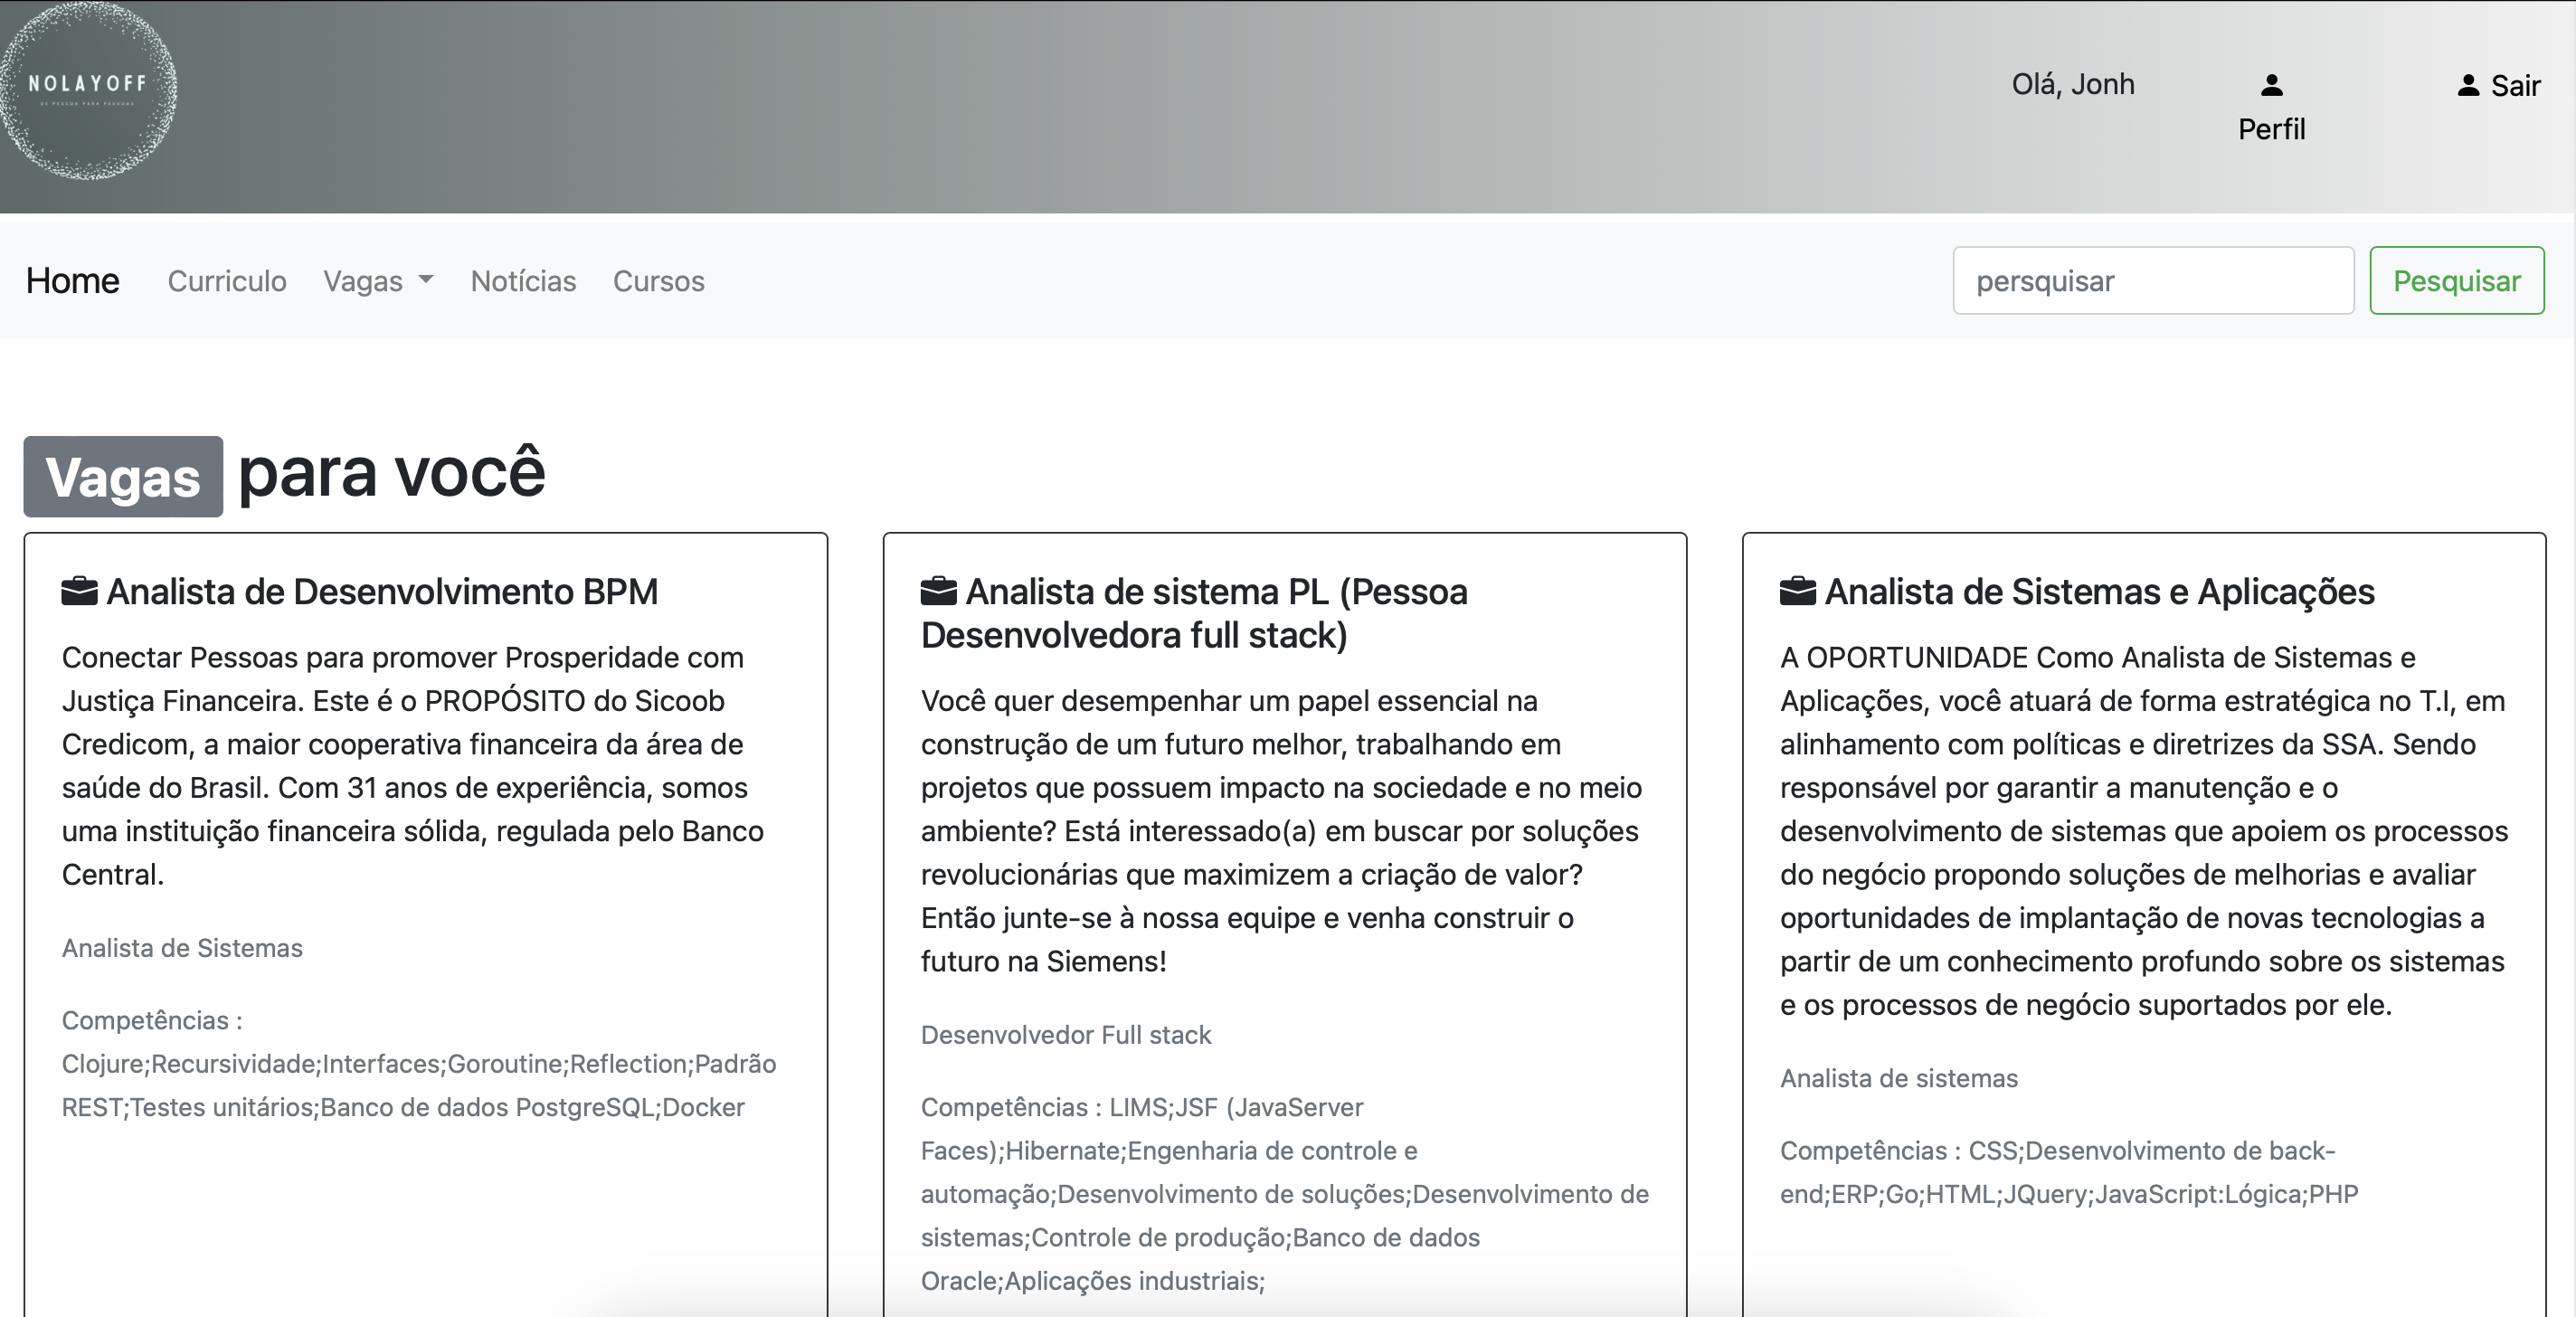 NOLAYOFF
DE PESSOA PARA PESSOAS
Olá, Jonh
Perfil
Sair
Home
Curriculo
Vagas
Notícias
Cursos
persquisar
Pesquisar
Vagas para você
Analista de Desenvolvimento BPM
Conectar Pessoas para promover Prosperidade com
Justiça Financeira. Este é o PROPÓSITO do Sicoob
Credicom, a maior cooperativa financeira da área de
saúde do Brasil. Com 31 anos de experiência, somos
uma instituição financeira sólida, regulada pelo Banco
Central.
Analista de Sistemas
Competências :
Clojure;Recursividade;Interfaces;Goroutine;Reflection;Padrão
REST;Testes unitários;Banco de dados PostgreSQL;Docker
Analista de sistema PL (Pessoa
Desenvolvedora full stack)
Você quer desempenhar um papel essencial na
construção de um futuro melhor, trabalhando em
projetos que possuem impacto na sociedade e no meio
ambiente? Está interessado(a) em buscar por soluções
revolucionárias que maximizem a criação de valor?
Então junte-se à nossa equipe e venha construir o
futuro na Siemens!
Desenvolvedor Full stack
Competências : LIMS;JSF (JavaServer
Faces);Hibernate;Engenharia de controle e
automação;Desenvolvimento de soluções;Desenvolvimento de
sistemas;Controle de produção;Banco de dados
Oracle;Aplicações industriais;
Analista de Sistemas e Aplicações
A OPORTUNIDADE Como Analista de Sistemas e
Aplicações, você atuará de forma estratégica no T.I, em
alinhamento com políticas e diretrizes da SSA. Sendo
responsável por garantir a manutenção e o
desenvolvimento de sistemas que apoiem os processos
do negócio propondo soluções de melhorias e avaliar
oportunidades de implantação de novas tecnologias a
partir de um conhecimento profundo sobre os sistemas
e os processos de negócio suportados por ele.
Analista de sistemas
Competências : CSS;Desenvolvimento de back-
end;ERP;Go;HTML;JQuery;JavaScript:Lógica;PHP